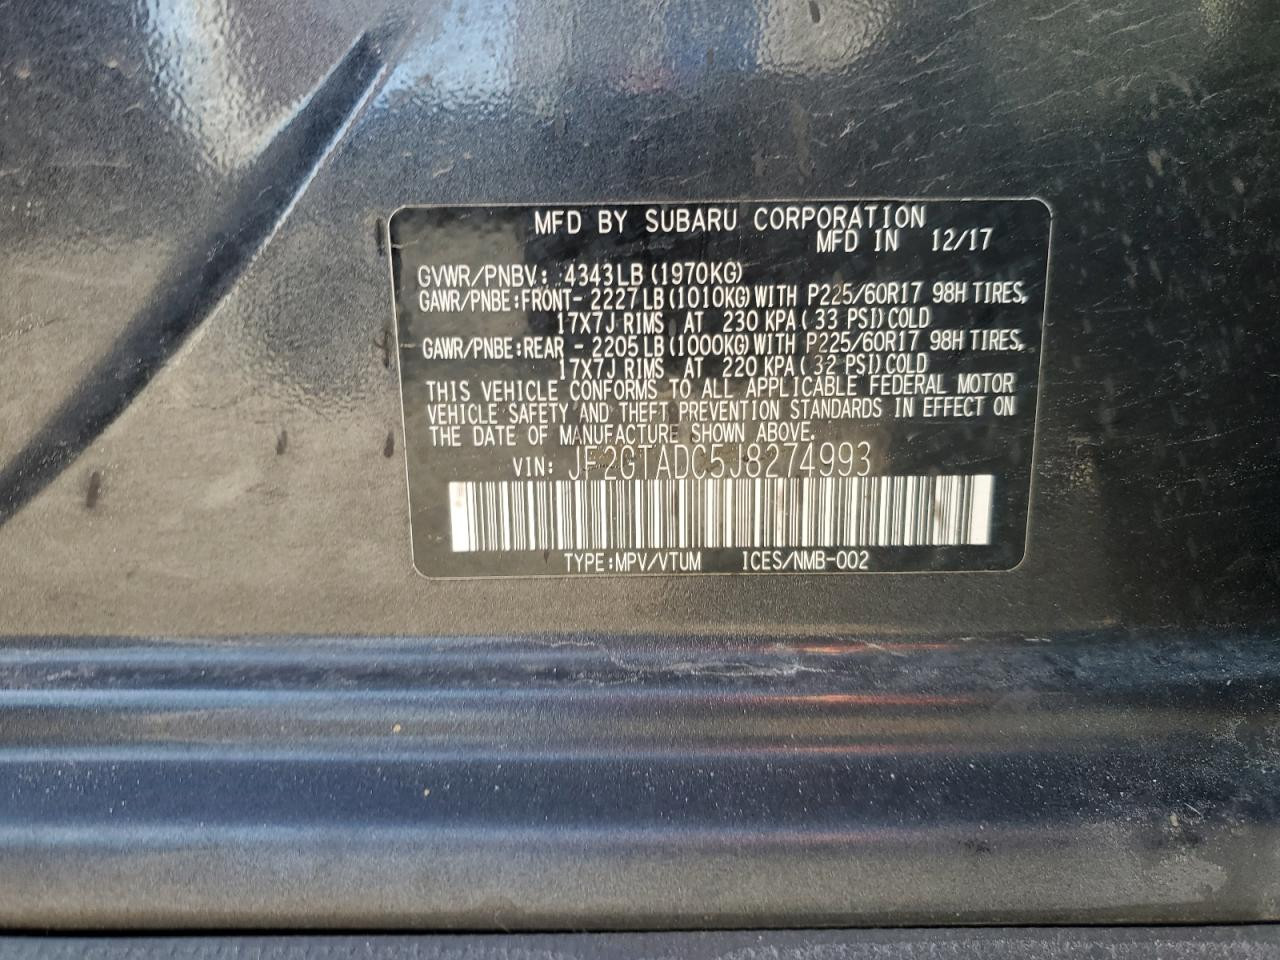 MFD BY SUBARU CORPORATION
MFD IN 12/17
GVWR/PNBV: 4343LB (1970KG)
GAWR/PNBE:FRONT- 2227LB (1010KG) WITH P225/60R17 98H TIRES,
17X7J RIMS AT 230 KPA ( 33 PSI) COLD
GAWR/PNBE:REAR - 2205LB (1000KG) WITH P225/60R17 98H TIRES,
17X7J RIMS AT 220 KPA ( 32 PSI) COLD
THIS VEHICLE CONFORMS TO ALL APPLICABLE FEDERAL MOTOR
VEHICLE SAFETY AND THEFT PREVENTION STANDARDS IN EFFECT ON
THE DATE OF MANUFACTURE SHOWN ABOVE.
VIN: JF2GTADC5J8274993
TYPE:MPV/VTUM ICES/NMB-002